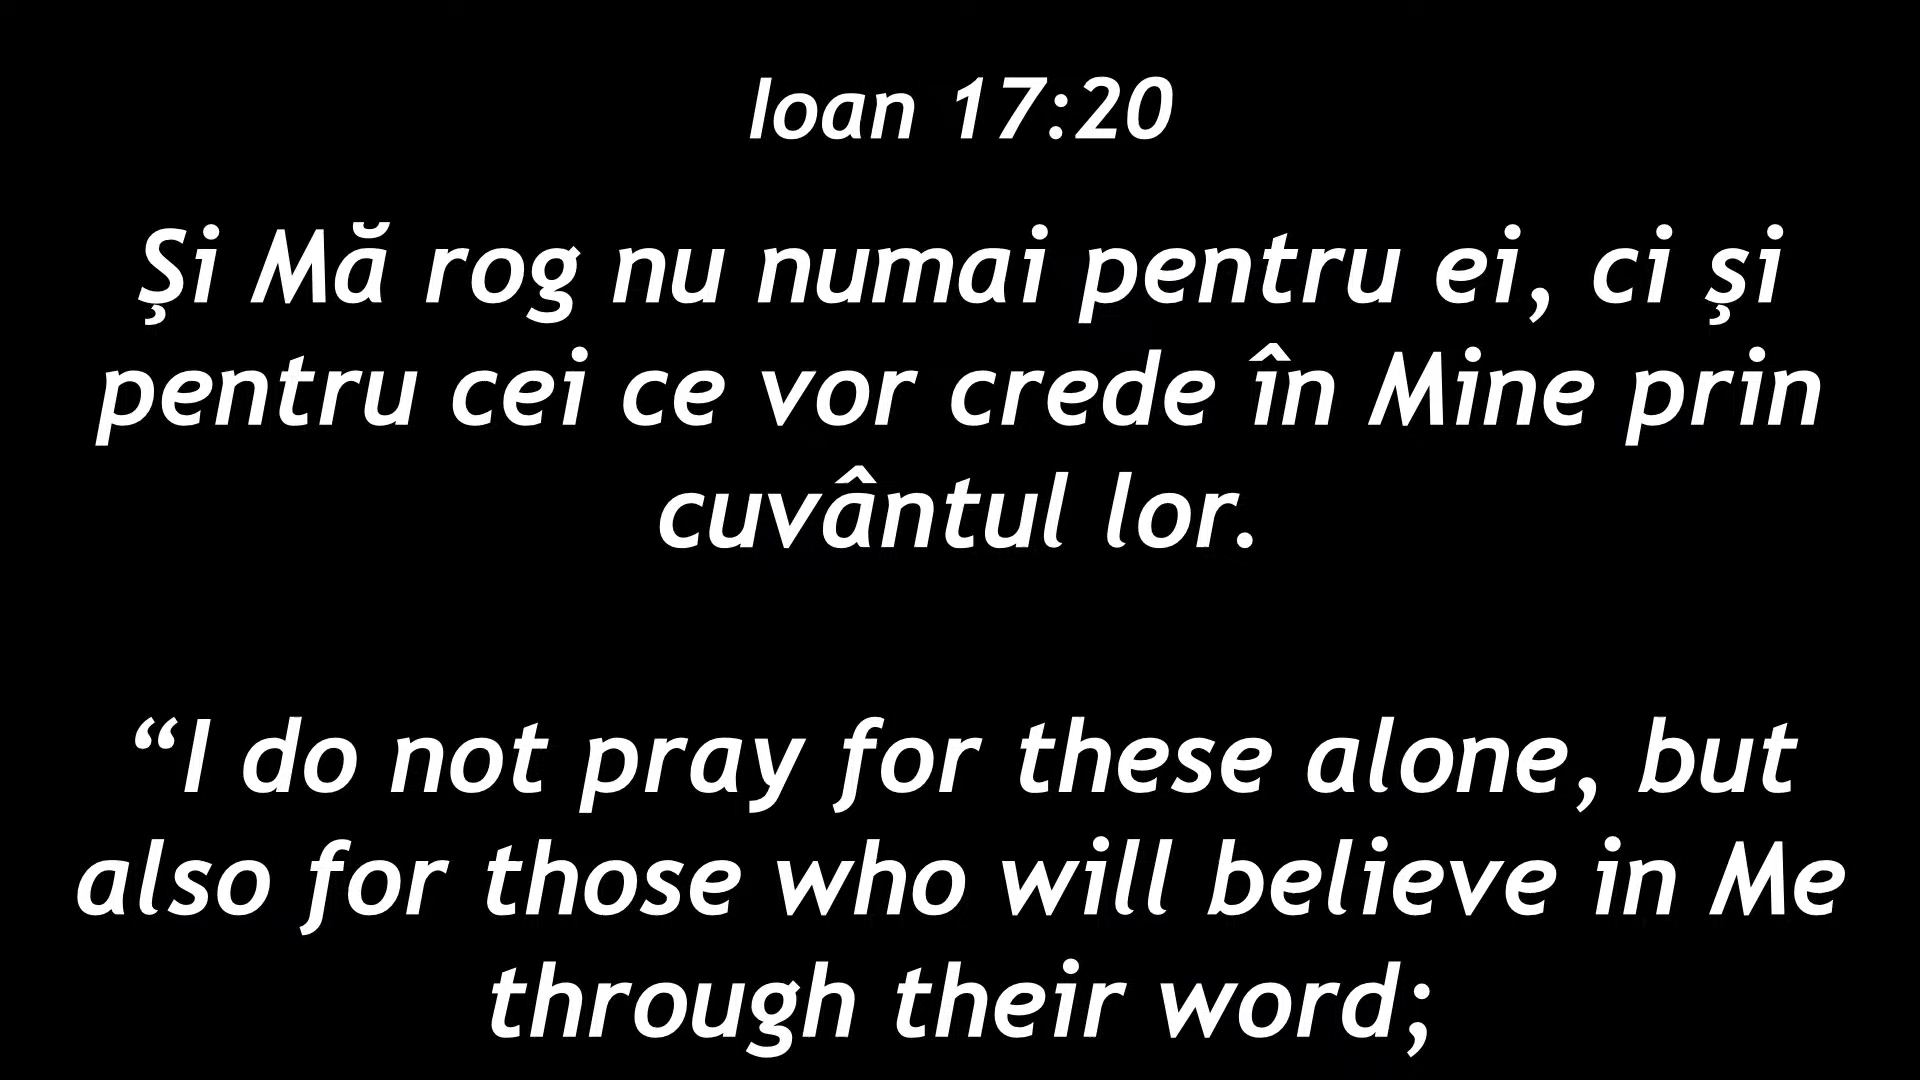 Ioan 17:20
Şi Mă rog nu numai pentru ei, ci şi
pentru cei ce vor crede în Mine prin
cuvântul lor.
“I do not pray for these alone, but
also for those who will believe in Me
through their word;